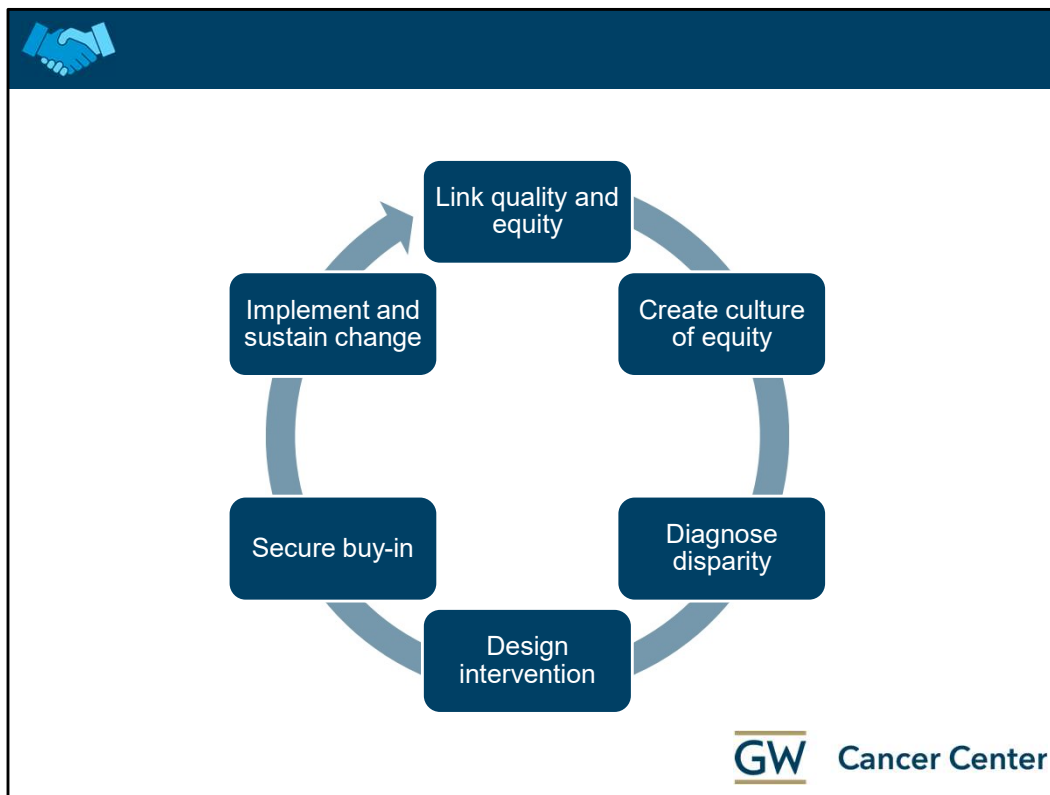 Link quality and
equity
Create culture
of equity
Diagnose
disparity
Design
intervention
Secure buy-in
Implement and
sustain change
GW Cancer Center